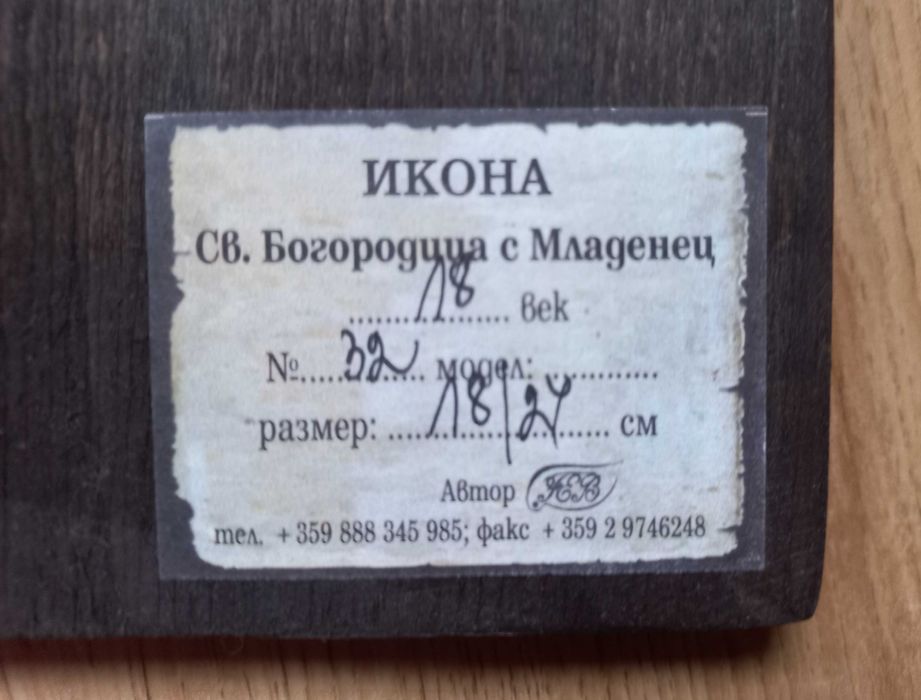 ИКОНА
Св. Богородица с Младенец
18 век
№ 32 модел:
размер: 18/24 см
Автор
тел. +359 888 345 985; факс +359 2 9746248